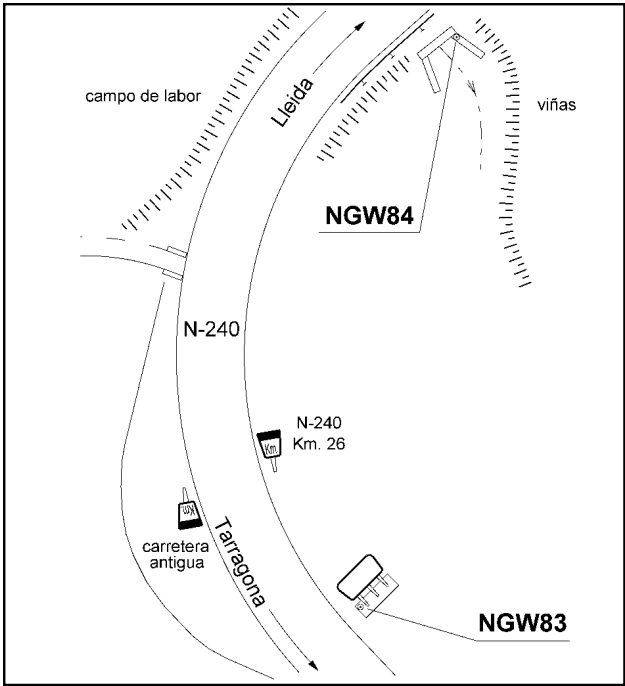 Lleida
campo de labor
viñas
NGW84
N-240
N-240
Km. 26
Km
Km
carretera
antigua
Tarragona
NGW83